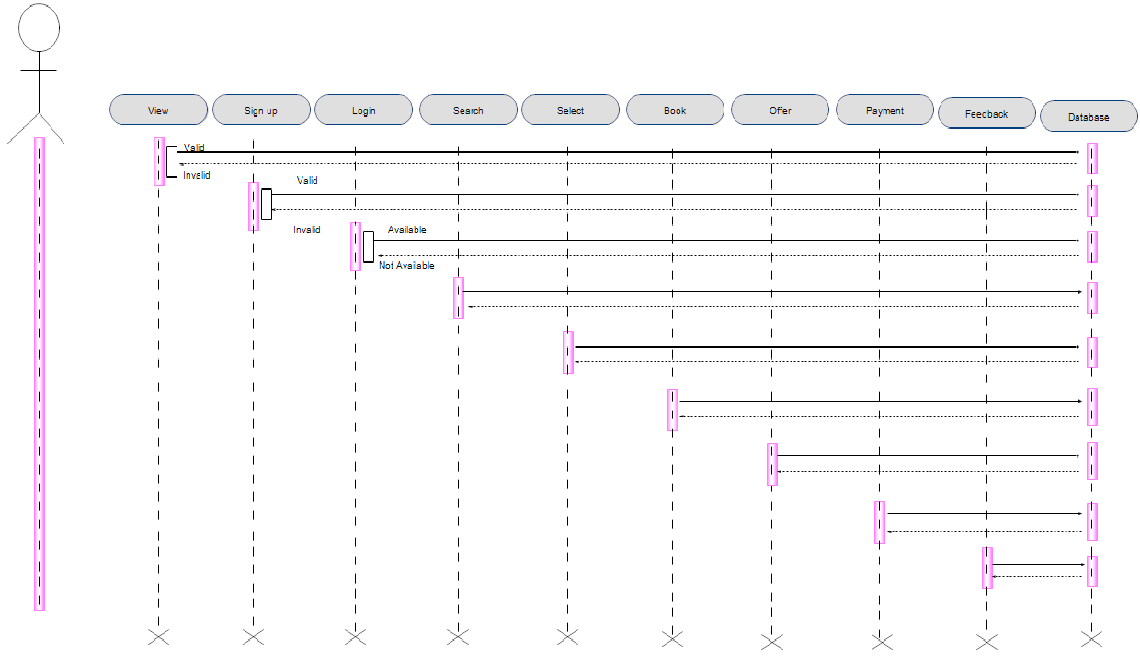 View
Sign up
Login
Search
Select
Book
Offer
Payment
Feedback
Database
Valid
Invalid
Valid
Invalid
Available
Not Available